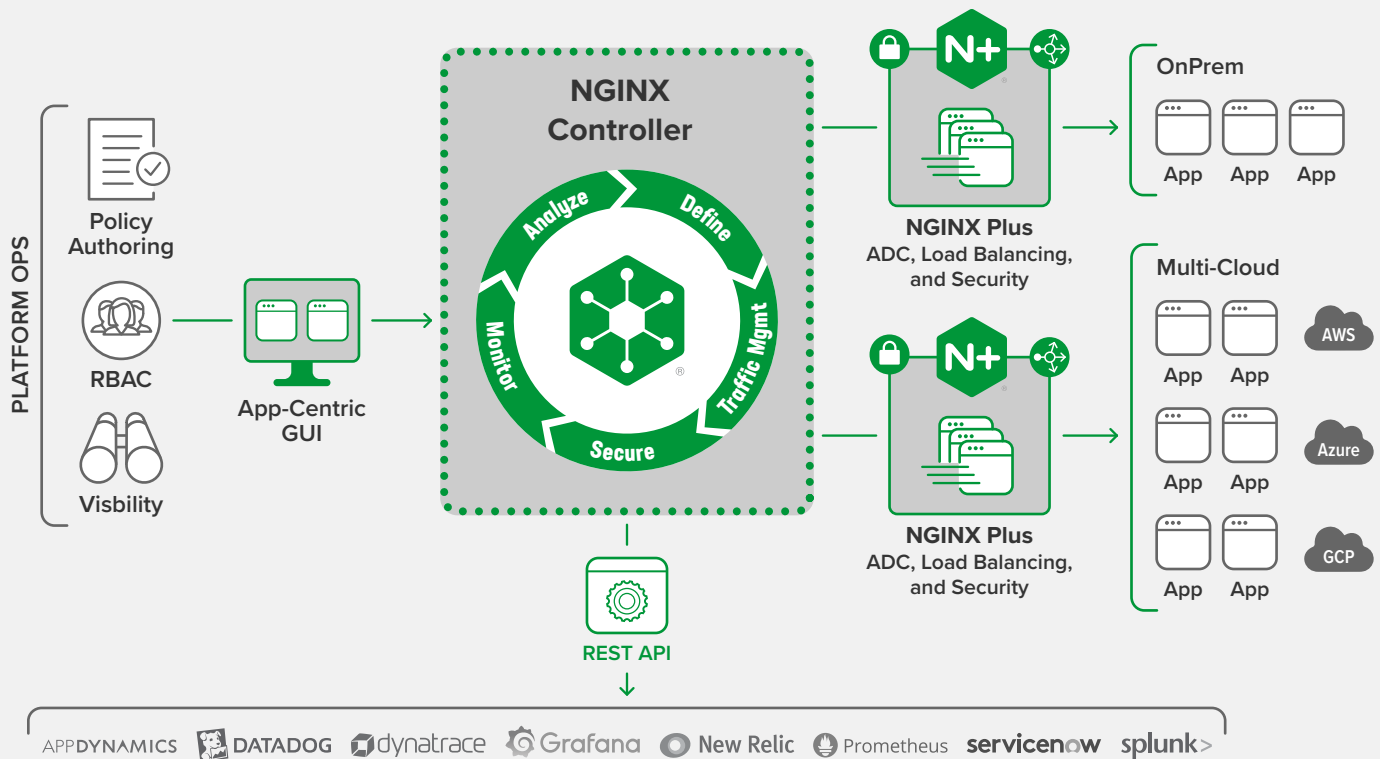 PLATFORM OPS
Policy
Authoring
RBAC
Visbility
App-Centric
GUI
NGINX
Controller
Analyze
Define
Traffic Mgmt
Secure
Monitor
®
REST API
N+
NGINX Plus
ADC, Load Balancing,
and Security
N+
NGINX Plus
ADC, Load Balancing,
and Security
OnPrem
App App App
Multi-Cloud
App App AWS
App App Azure
App App GCP
APPDYNAMICS DATADOG dynatrace Grafana New Relic Prometheus servicenow splunk>